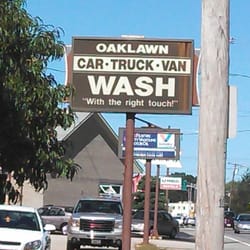 OAKLAWN
CAR·TRUCK·VAN
WASH
"With the right touch!"